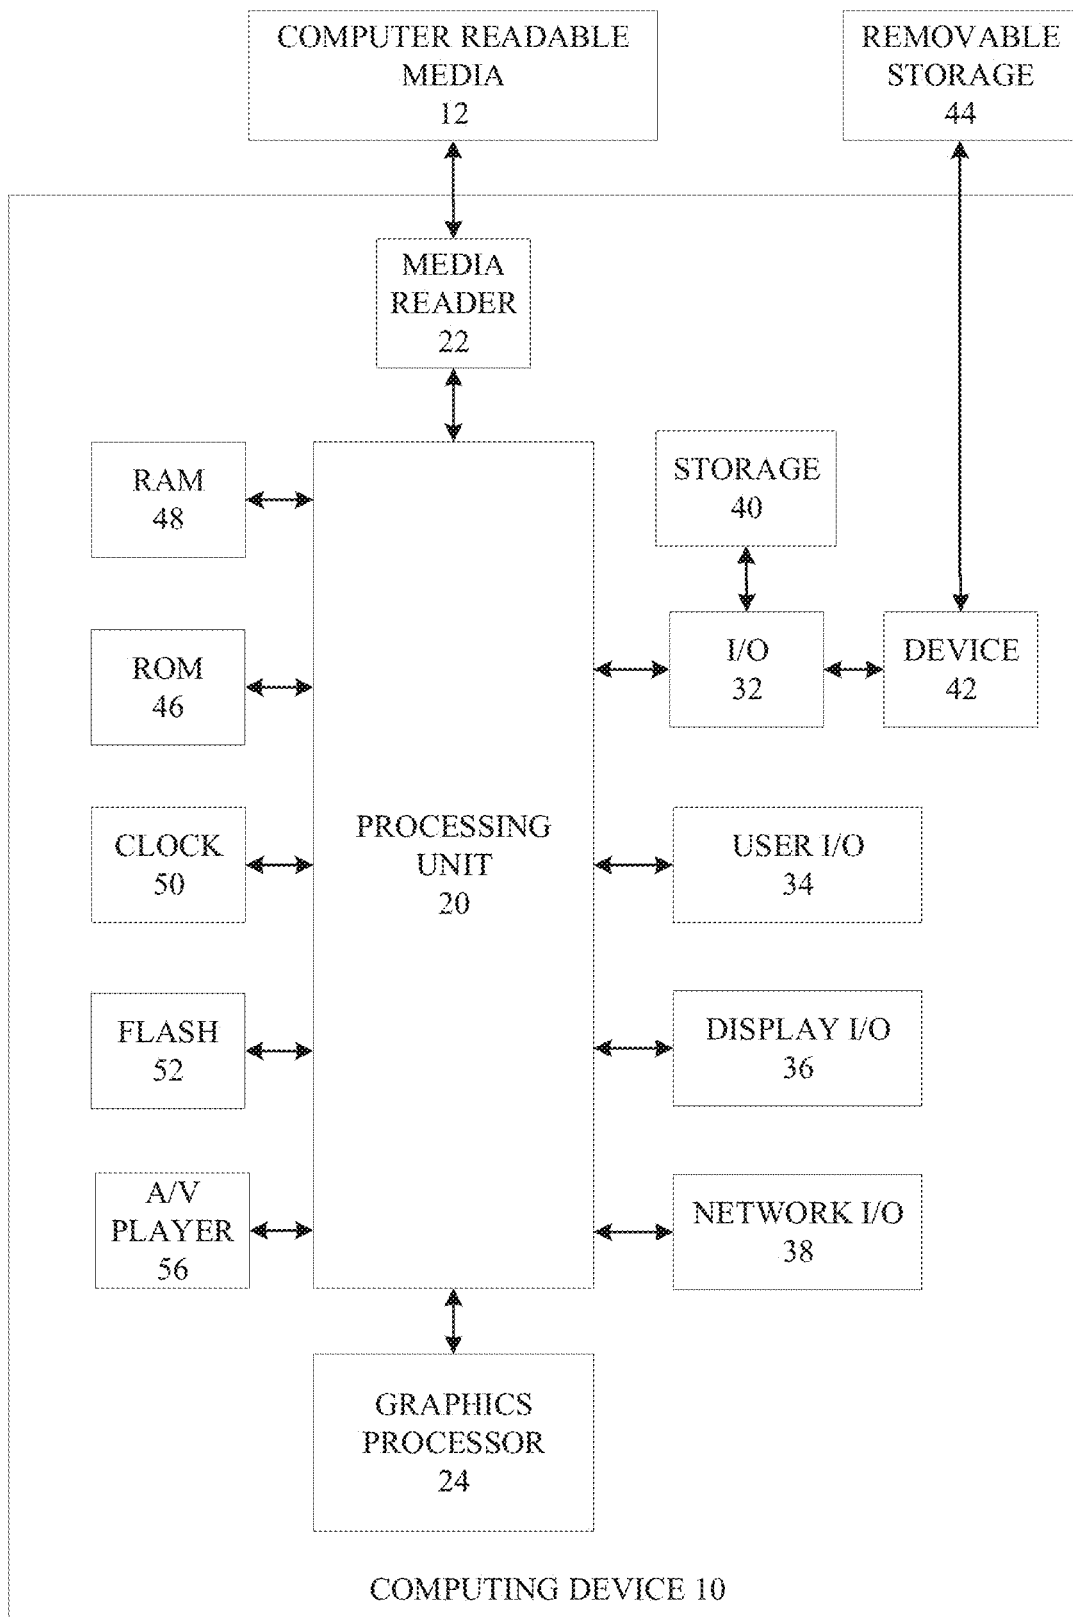 COMPUTER READABLE
MEDIA
12
REMOVABLE
STORAGE
44
MEDIA
READER
22
RAM
48
STORAGE
40
ROM
46
I/O
32
DEVICE
42
CLOCK
50
PROCESSING
UNIT
20
USER I/O
34
FLASH
52
DISPLAY I/O
36
A/V
PLAYER
56
NETWORK I/O
38
GRAPHICS
PROCESSOR
24
COMPUTING DEVICE 10